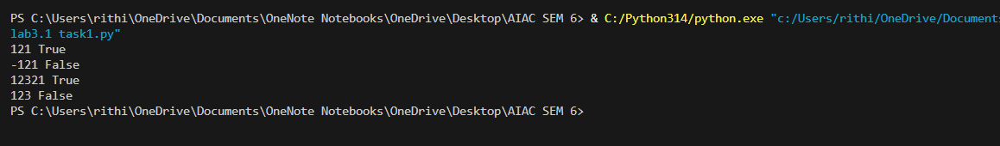 PS C:\Users\rithi\OneDrive\Documents\OneNote Notebooks\OneDrive\Desktop\AIAC SEM 6> & C:/Python314/python.exe "c:/Users/rithi/OneDrive/Documents
lab3.1 task1.py"
121 True
-121 False
12321 True
123 False
PS C:\Users\rithi\OneDrive\Documents\OneNote Notebooks\OneDrive\Desktop\AIAC SEM 6>